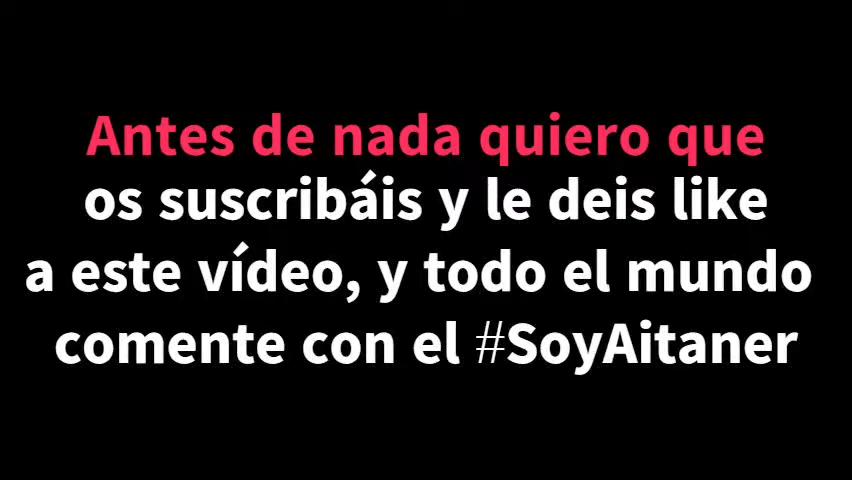 Antes de nada quiero que
os suscribáis y le deis like
a este vídeo, y todo el mundo
comente con el #SoyAitaner